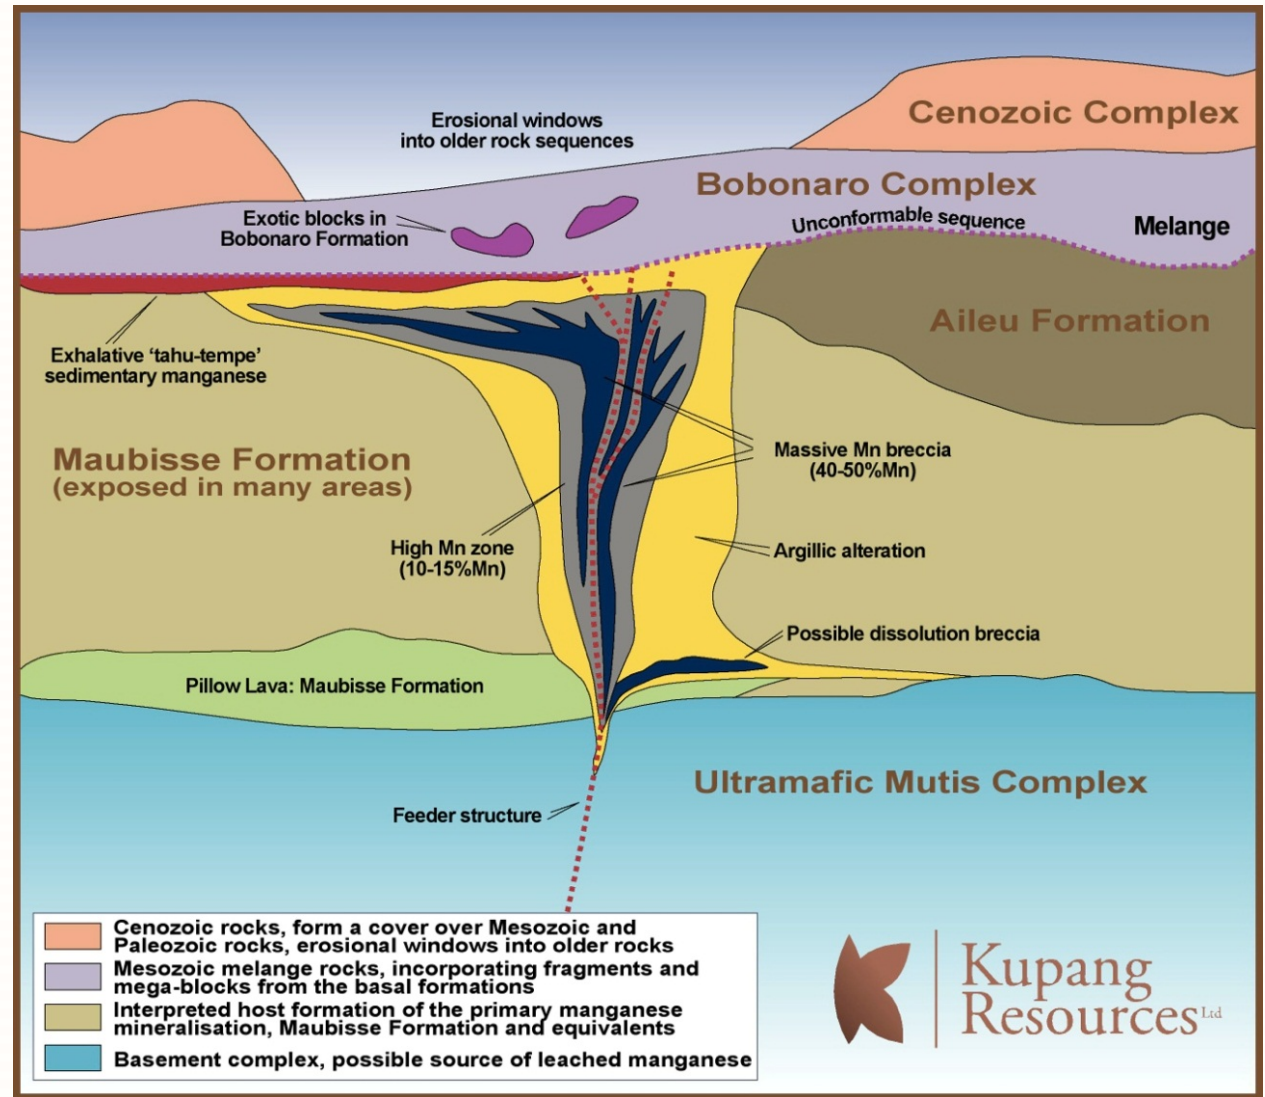 Cenozoic Complex
Erosional windows
into older rock sequences
Bobonaro Complex
Exotic blocks in
Bobonaro Formation
Unconformable sequence
Melange
Aileu Formation
Exhalative ‘tahu-tempe’
sedimentary manganese
Maubisse Formation
(exposed in many areas)
Massive Mn breccia
(40-50%Mn)
High Mn zone
(10-15%Mn)
Argillic alteration
Possible dissolution breccia
Pillow Lava: Maubisse Formation
Ultramafic Mutis Complex
Feeder structure
Cenozoic rocks, form a cover over Mesozoic and
Paleozoic rocks, erosional windows into older rocks
Mesozoic melange rocks, incorporating fragments and
mega-blocks from the basal formations
Interpreted host formation of the primary manganese
mineralisation, Maubisse Formation and equivalents
Basement complex, possible source of leached manganese
Kupang
Resources Ltd